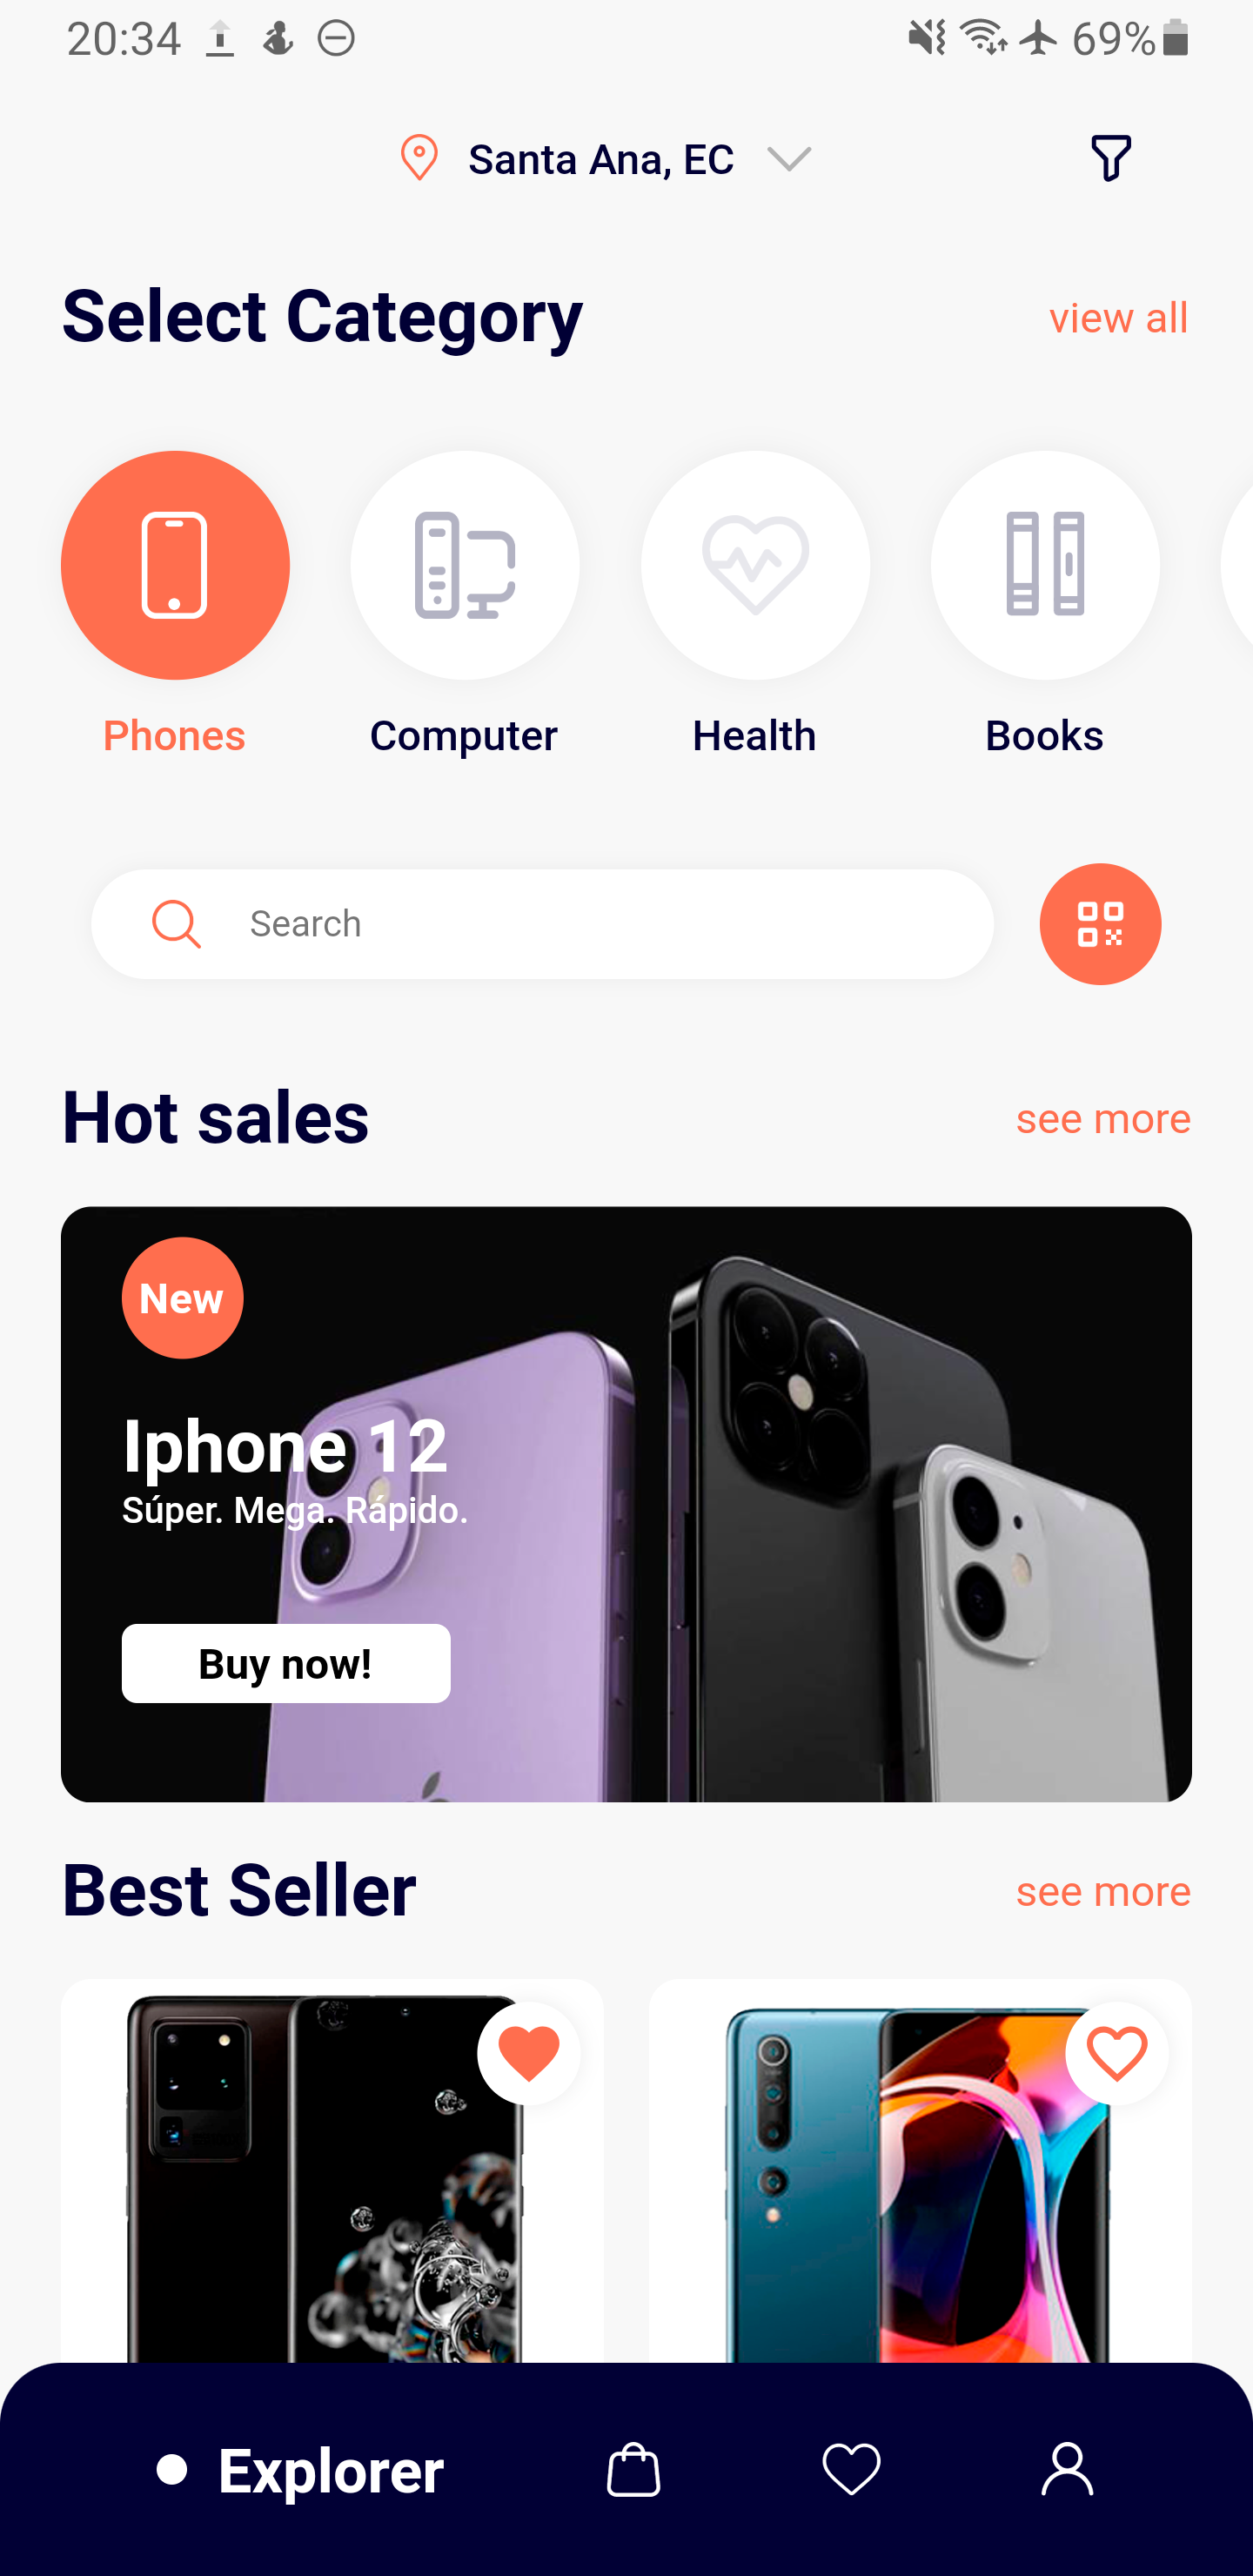 20:34
69%
Santa Ana, EC
Select Category
view all
Phones
Computer
Health
Books
Search
Hot sales
see more
New
Iphone 12
Súper. Mega. Rápido.
Buy now!
Best Seller
see more
Explorer